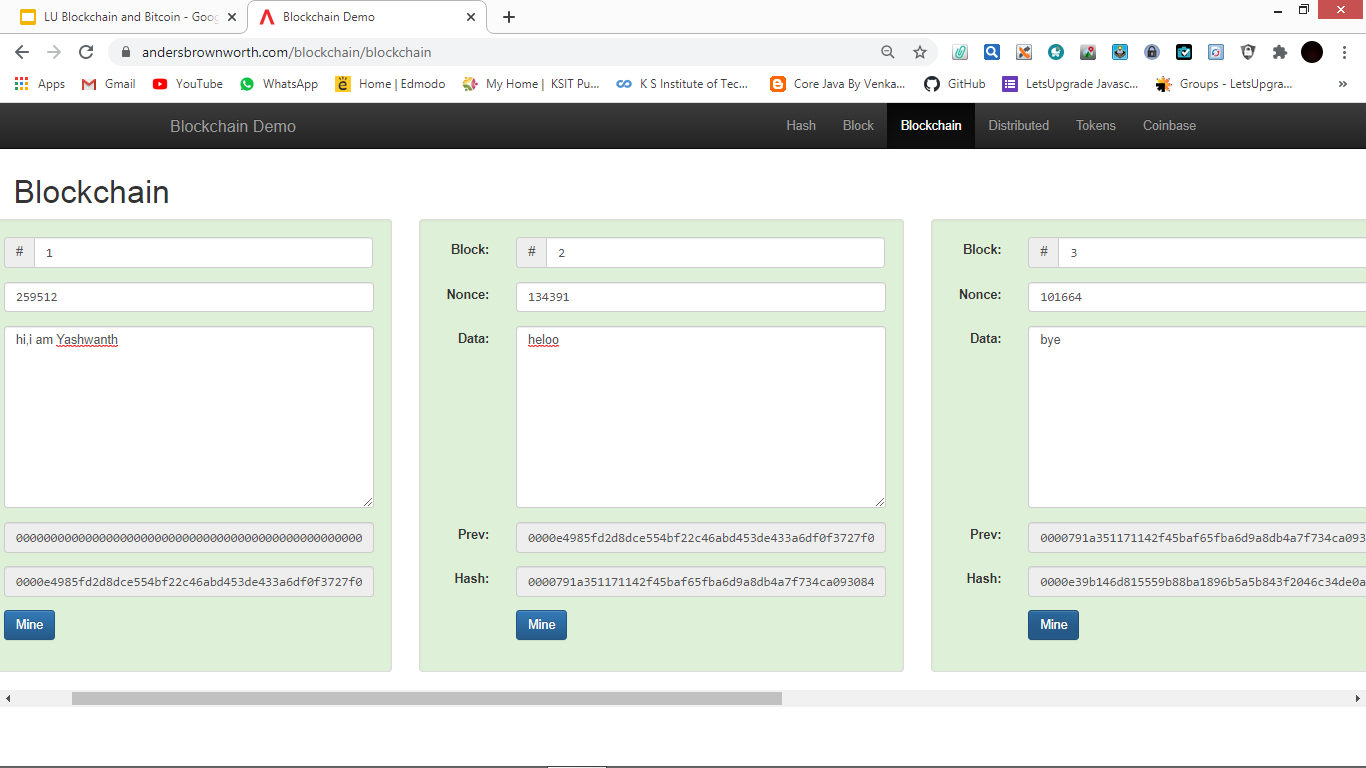 LU Blockchain and Bitcoin - Goog
Blockchain Demo
andersbrownworth.com/blockchain/blockchain
Apps Gmail YouTube WhatsApp Home | Edmodo My Home | KSIT Pu... K S Institute of Tec... Core Java By Venka... GitHub LetsUpgrade Javasc... Groups - LetsUpgra... »
Blockchain Demo Hash Block Blockchain Distributed Tokens Coinbase
Blockchain
# 1
259512
hi,i am Yashwanth
00000000000000000000000000000000000000000000000000
0000e4985fd2d8dce554bf22c46abd453de433a6df0f3727f0
Mine
Block: # 2
Nonce: 134391
Data: heloo
Prev: 0000e4985fd2d8dce554bf22c46abd453de433a6df0f3727f0
Hash: 0000791a351171142f45baf65fba6d9a8db4a7f734ca093084
Mine
Block: # 3
Nonce: 101664
Data: bye
Prev: 0000791a351171142f45baf65fba6d9a8db4a7f734ca093
Hash: 0000e39b146d815559b88ba1896b5a5b843f2046c34de0a
Mine